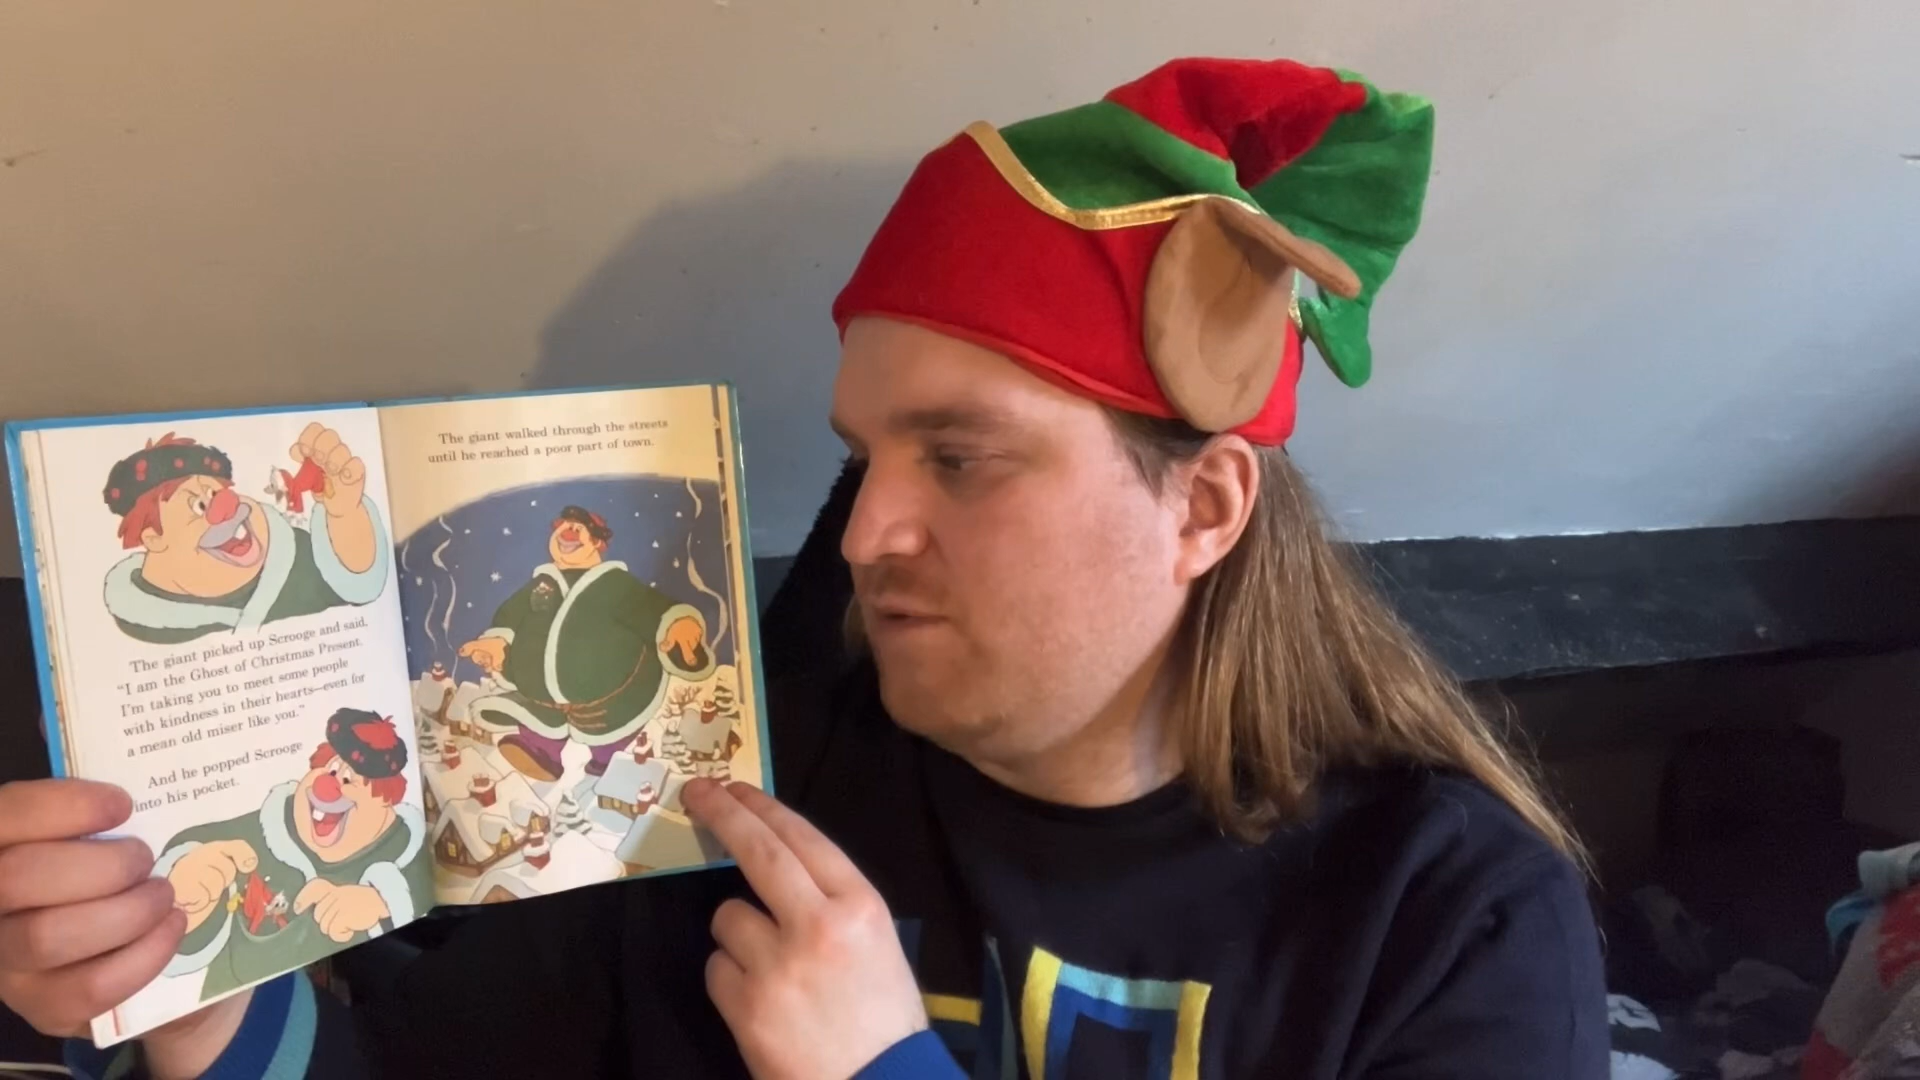 The giant picked up Scrooge and said,
"I am the Ghost of Christmas Present.
I'm taking you to meet some people
with kindness in their hearts—even for
a mean old miser like you."
And he popped Scrooge
into his pocket.
The giant walked through the streets
until he reached a poor part of town.